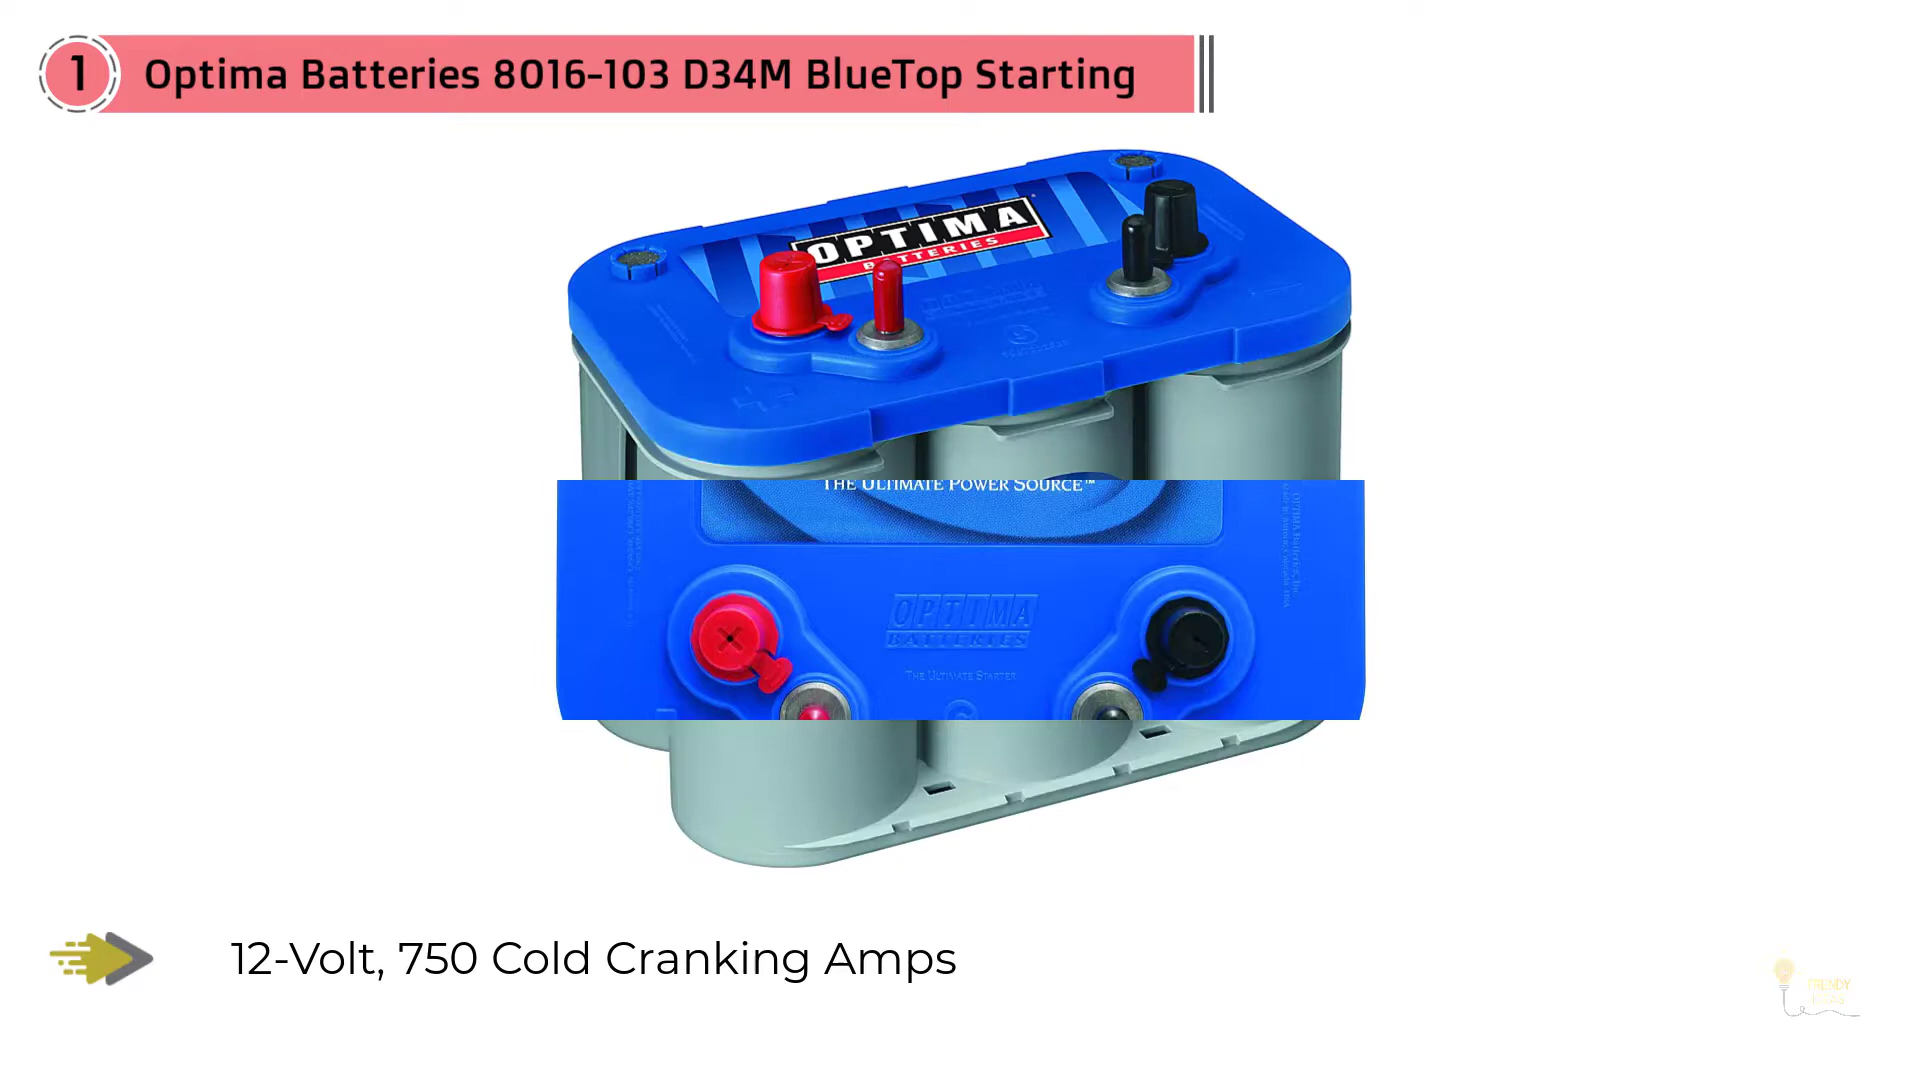 1
Optima Batteries 8016-103 D34M BlueTop Starting
OPTIMA
BATTERIES
THE ULTIMATE POWER SOURCE™
OPTIMA
BATTERIES
THE ULTIMATE STARTER
12-Volt, 750 Cold Cranking Amps
TRENDY